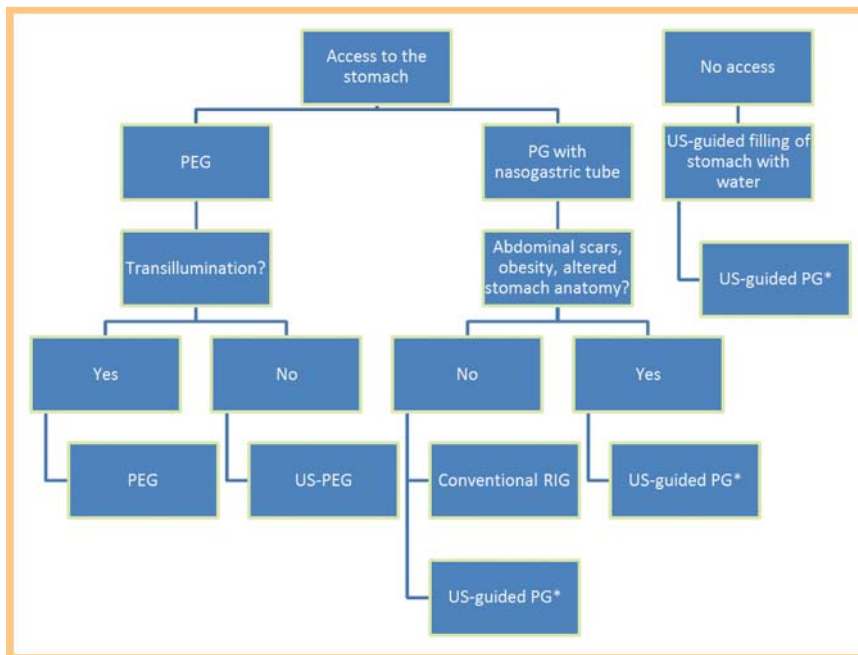 Access to the
stomach
No access
PEG
PG with
nasogastric tube
US-guided filling of
stomach with
water
Transillumination?
Abdominal scars,
obesity, altered
stomach anatomy?
US-guided PG*
Yes
No
No
Yes
PEG
US-PEG
Conventional RIG
US-guided PG*
US-guided PG*